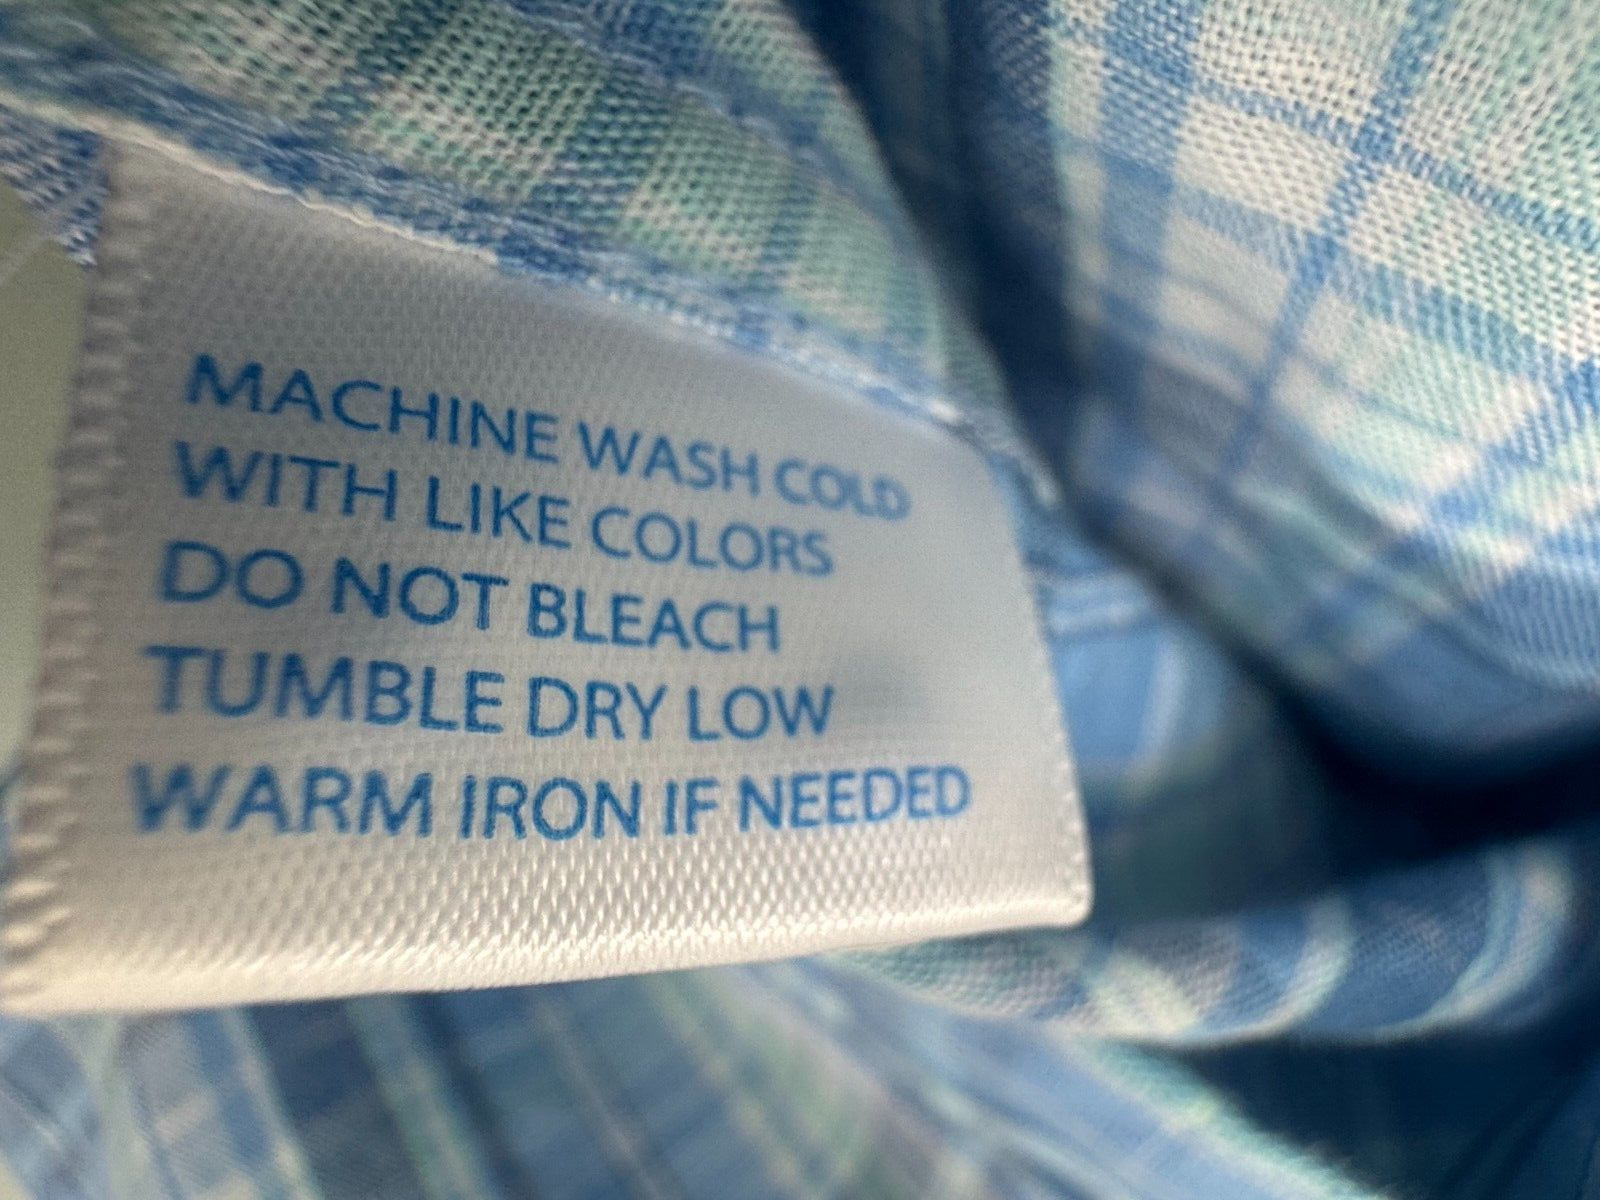 MACHINE WASH COLD
WITH LIKE COLORS
DO NOT BLEACH
TUMBLE DRY LOW
WARM IRON IF NEEDED